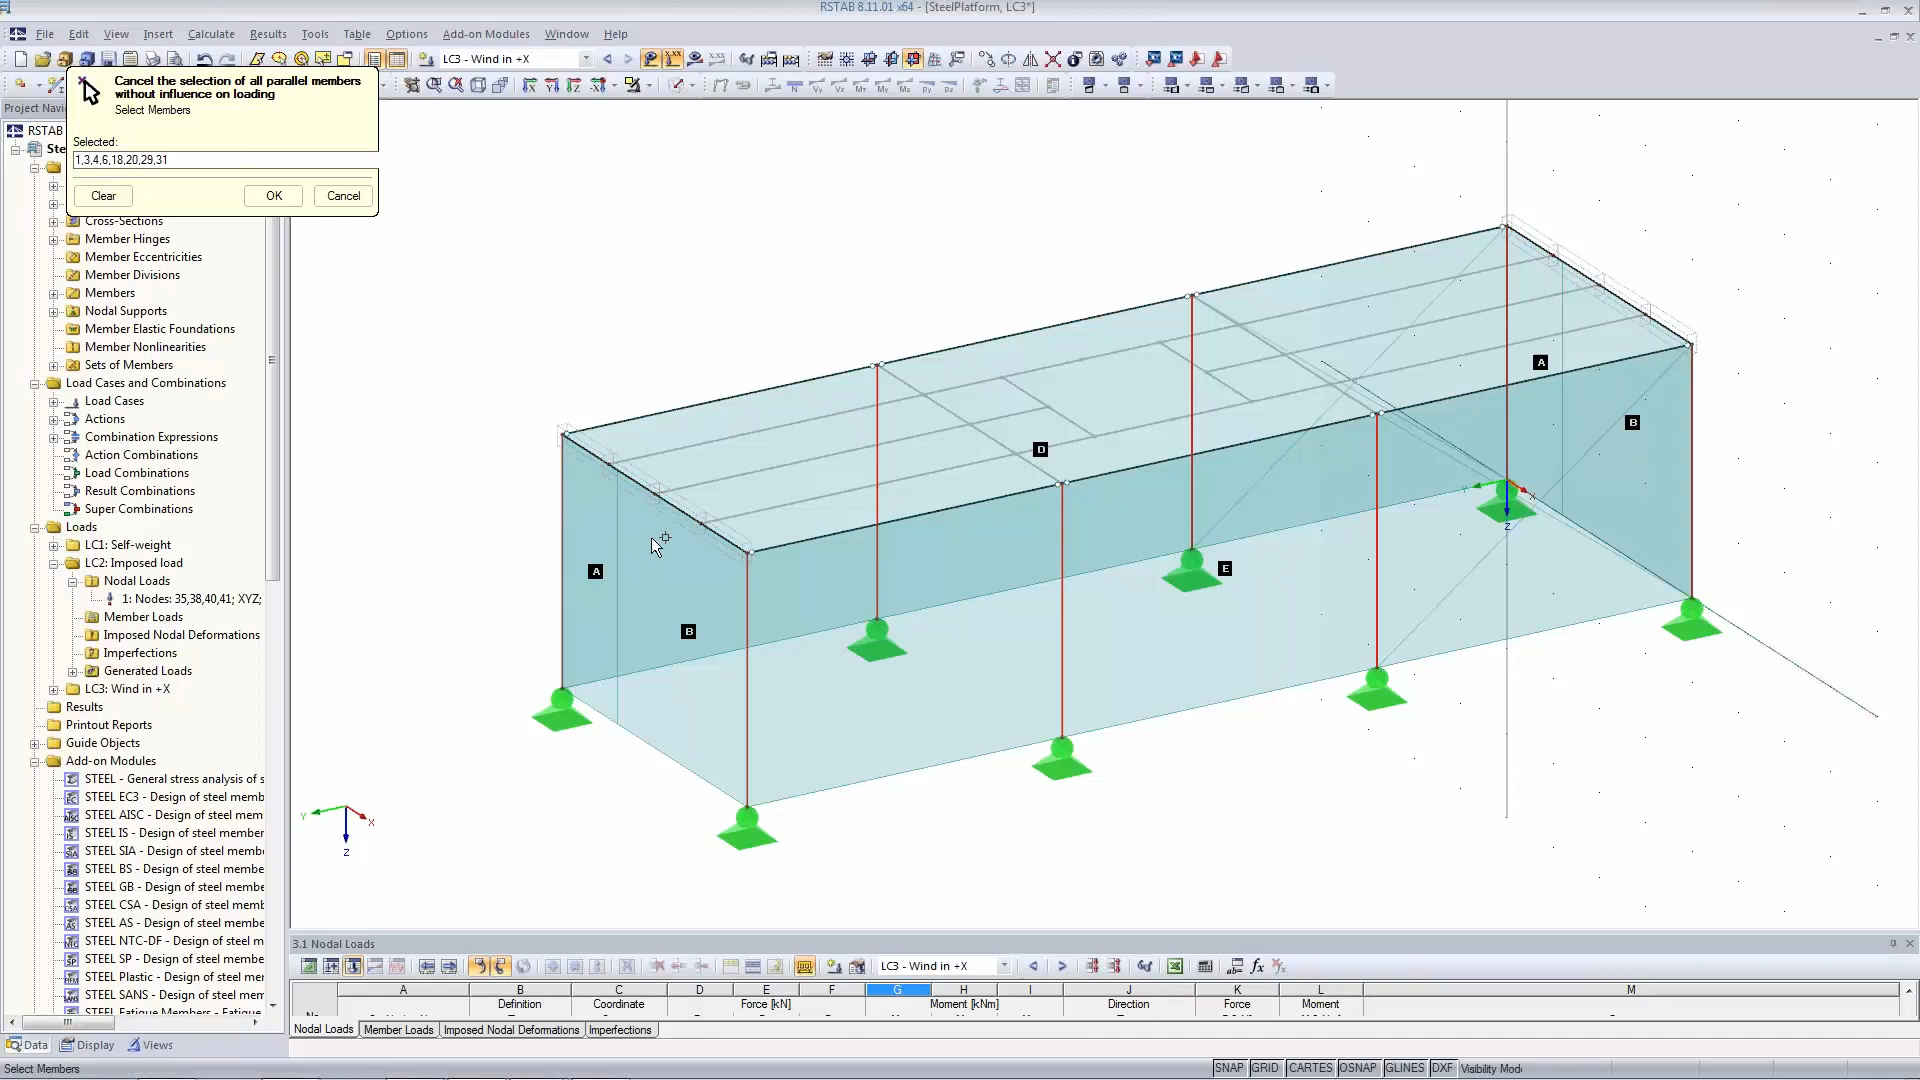 RSTAB 8.11.01 x64 - [SteelPlatform, LC3*]
File Edit View Insert Calculate Results Tools Table Options Add-on Modules Window Help
LC3 - Wind in +X
Project Navi
Cancel the selection of all parallel members
without influence on loading
Select Members
Selected:
1,3,4,6,18,20,29,31
Clear OK Cancel
RSTAB
Ste
Cross-Sections
Member Hinges
Member Eccentricities
Member Divisions
Members
Nodal Supports
Member Elastic Foundations
Member Nonlinearities
Sets of Members
Load Cases and Combinations
Load Cases
Actions
Combination Expressions
Action Combinations
Load Combinations
Result Combinations
Super Combinations
Loads
LC1: Self-weight
LC2: Imposed load
Nodal Loads
1: Nodes: 35,38,40,41; XYZ;
Member Loads
Imposed Nodal Deformations
Imperfections
Generated Loads
LC3: Wind in +X
Results
Printout Reports
Guide Objects
Add-on Modules
STEEL - General stress analysis of s
STEEL EC3 - Design of steel memb
STEEL AISC - Design of steel mem
STEEL IS - Design of steel member
STEEL SIA - Design of steel memb
STEEL BS - Design of steel membe
STEEL GB - Design of steel membe
STEEL CSA - Design of steel memb
STEEL AS - Design of steel membe
STEEL NTC-DF - Design of steel m
STEEL SP - Design of steel membe
STEEL Plastic - Design of steel mer
STEEL SANS - Design of steel mem
STEEL Fatigue Members - Fatigue
Data Display Views
Select Members
A
B
D
E
A
B
Y X Z
Y X Z
3.1 Nodal Loads
LC3 - Wind in +X
A B C D E F G H I J K L M
Definition Coordinate Force [kN] Moment [kNm] Direction Force Moment
Nodal Loads Member Loads Imposed Nodal Deformations Imperfections
SNAP GRID CARTES OSNAP GLINES DXF Visibility Mode